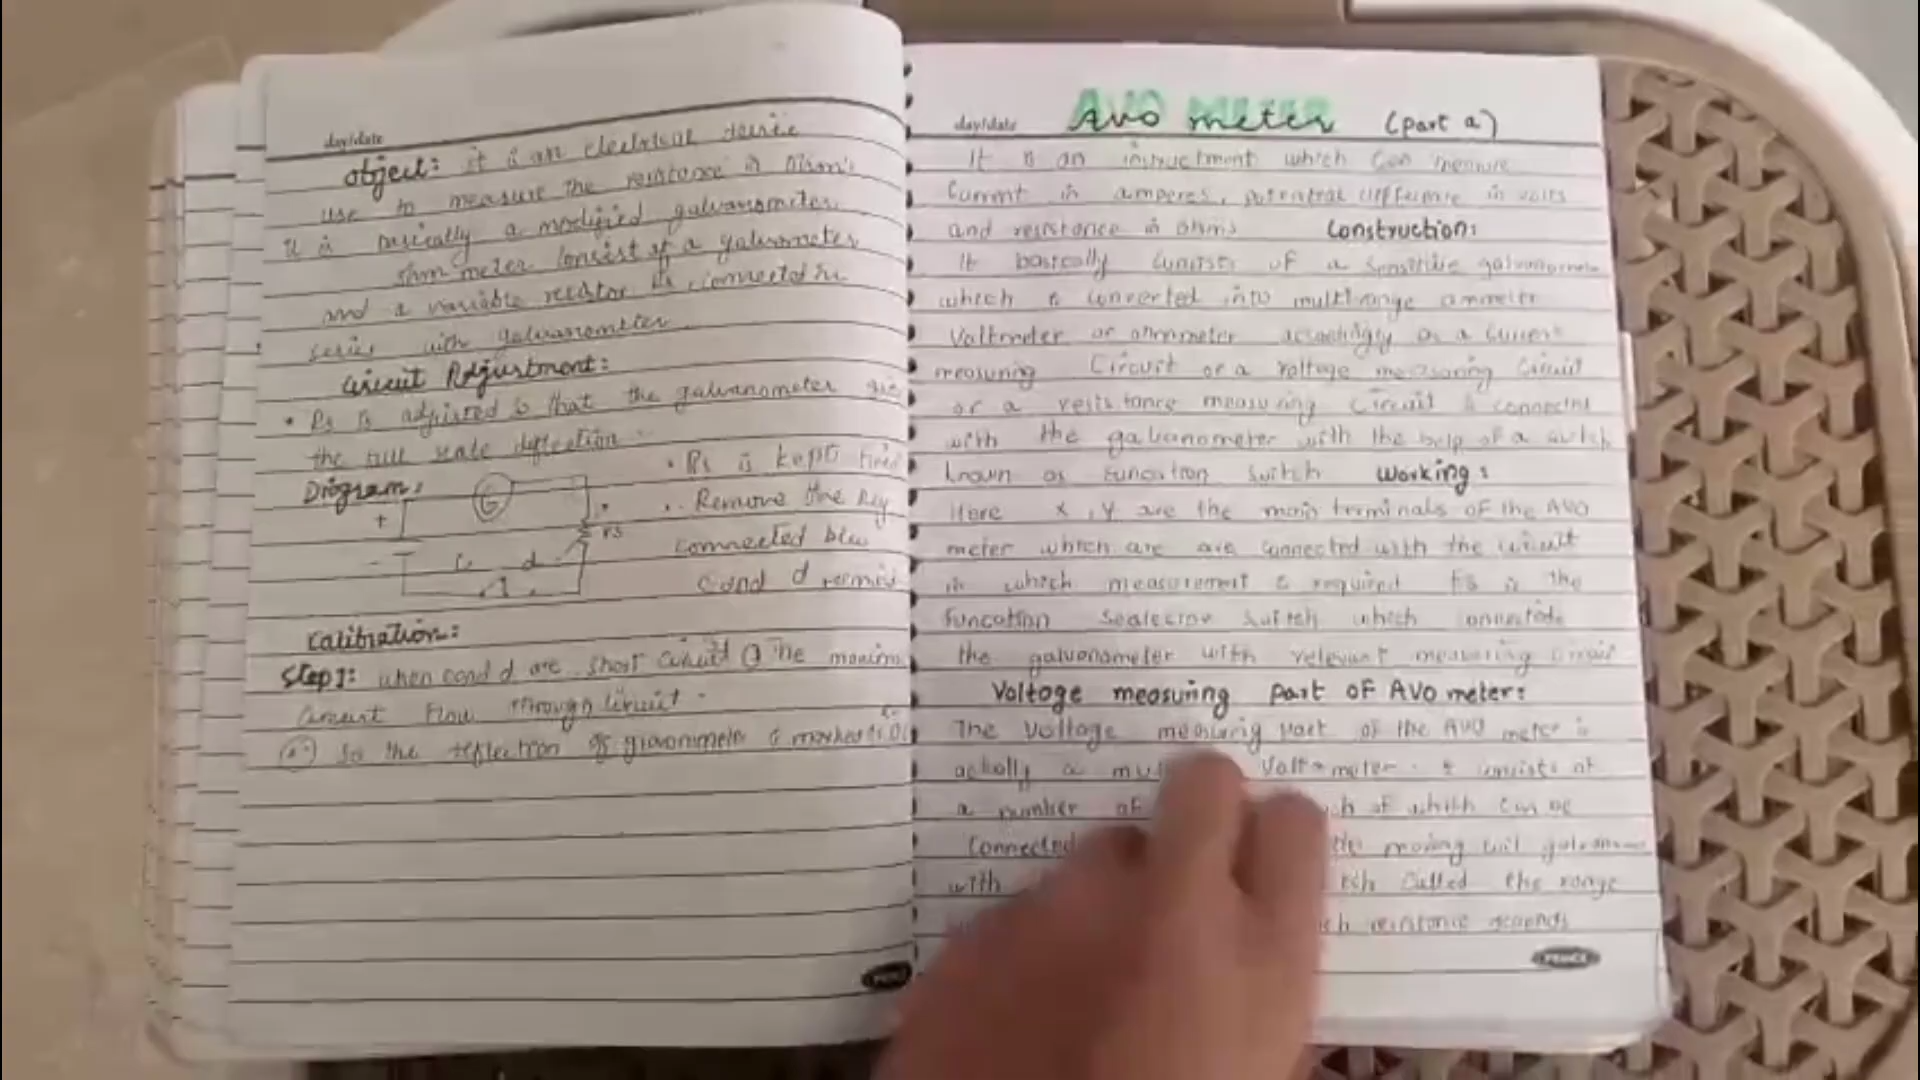 day/date
object: it is an electrical device
use to measure the resistance in Ohm's
it is basically a modified galvanometer
ohm meter consist of a galvanometer
and a variable resistor Rs connected in
series with galvanometer
Circuit Adjustment:
• Rs is adjusted so that the galvanometer give
the full scale deflection.
Diagram:
G
+
-
rs
c d
• Rs is kept fixed
• Remove the key
connected b/w
c and d termin
Calibration:
Step 1: when c and d are short circuit The maxim
Current flow through circuit.
So the deflection of is marked
day/date
AVO meter (part a)
It is an instructment which can measure
Current in amperes, potential difference in volts
and resistance in ohms Construction:
It basically consists of a sensitive galvanometer
which is converted into multirange ammeter
Voltmeter or ohmmeter accordingly as a current
measuring Circuit or a voltage measuring Circuit
or a resistance measuring Circuit is connected
with the galvanometer with the help of a switch
known as function switch working:
Here x, y are the main terminals of the AVO
meter which are are connected with the circuit
in which measurement is required Fs is the
switch which
the galvanometer with relevant measuring circuit
Voltage measuring part of AVO meter:
The Voltage measuring part of the AVO meter is
actually a Voltmeter. It consists of
a number of of which can be
Connected moving coil
with called the range
resistance depends
PRINCE